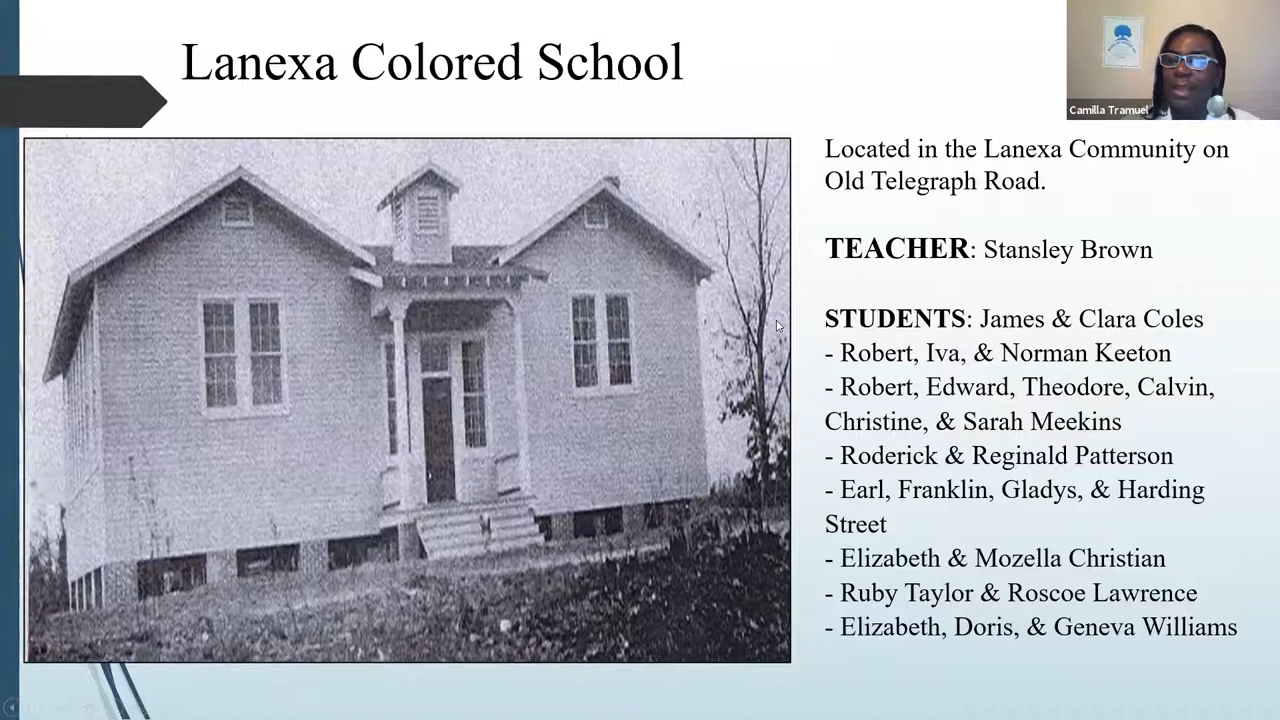 Lanexa Colored School
Camilla Tramuel
Located in the Lanexa Community on
Old Telegraph Road.
TEACHER: Stansley Brown
STUDENTS: James & Clara Coles
- Robert, Iva, & Norman Keeton
- Robert, Edward, Theodore, Calvin,
Christine, & Sarah Meekins
- Roderick & Reginald Patterson
- Earl, Franklin, Gladys, & Harding
Street
- Elizabeth & Mozella Christian
- Ruby Taylor & Roscoe Lawrence
- Elizabeth, Doris, & Geneva Williams